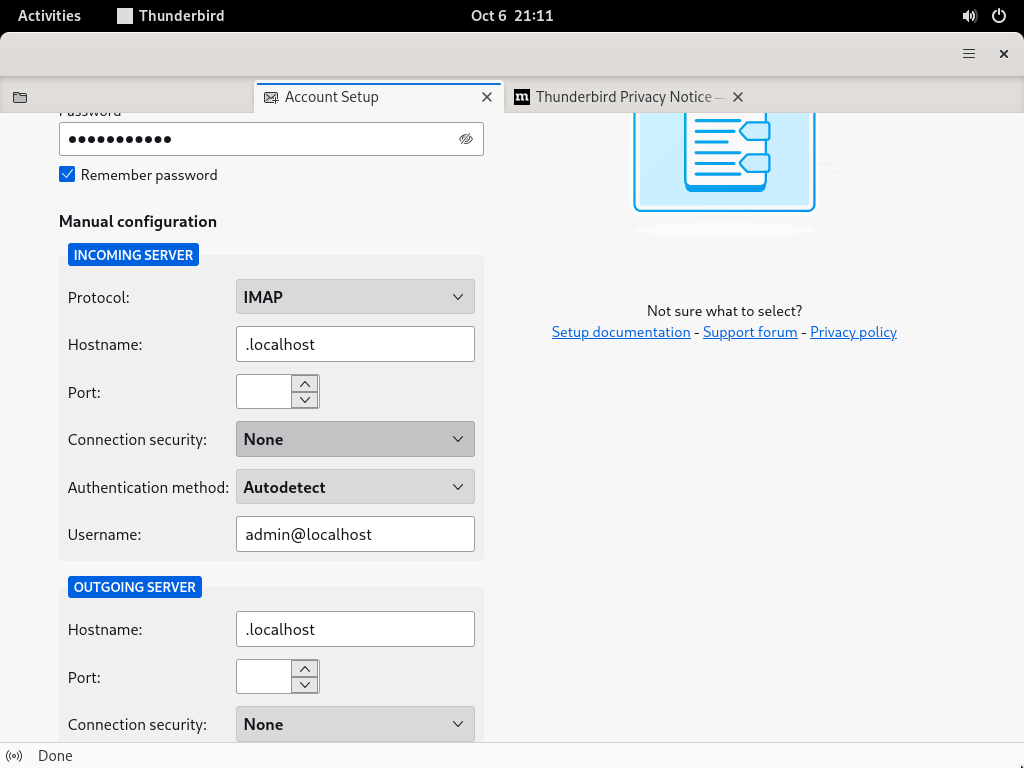 Activities Thunderbird Oct 6 21:11
Account Setup Thunderbird Privacy Notice —
Password
●●●●●●●●●●●
Remember password
Manual configuration
INCOMING SERVER
Protocol: IMAP
Hostname: .localhost
Port:
Connection security: None
Authentication method: Autodetect
Username: admin@localhost
OUTGOING SERVER
Hostname: .localhost
Port:
Connection security: None
Not sure what to select?
Setup documentation - Support forum - Privacy policy
Done